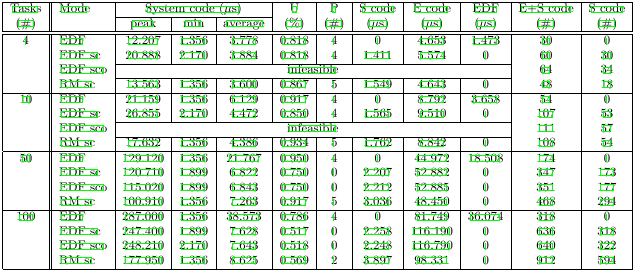 Tasks Mode System code (µs) U P S code E code EDF E+S code S code
(#) peak min average (%) (#) (µs) (µs) (µs) (#) (#)
4 EDF 12.207 1.356 3.778 0.818 4 0 4.653 1.473 30 0
EDF sc 20.888 2.170 3.884 0.818 4 1.411 5.574 0 60 30
EDF sco infeasible 64 34
RM sc 13.563 1.356 3.600 0.867 5 1.549 4.643 0 48 18
10 EDF 21.159 1.356 6.129 0.917 4 0 8.792 3.658 54 0
EDF sc 26.855 2.170 4.472 0.850 4 1.565 9.510 0 107 53
EDF sco infeasible 111 57
RM sc 17.632 1.356 4.386 0.934 5 1.762 8.842 0 108 54
50 EDF 129.120 1.356 21.767 0.950 4 0 44.972 18.508 174 0
EDF sc 120.710 1.899 6.822 0.750 0 2.207 52.882 0 347 173
EDF sco 115.020 1.899 6.843 0.750 0 2.212 52.885 0 351 177
RM sc 100.910 1.356 7.263 0.917 5 3.036 48.450 0 468 294
100 EDF 287.000 1.356 38.573 0.786 4 0 81.749 36.074 318 0
EDF sc 247.400 1.899 7.628 0.517 0 2.258 116.190 0 636 318
EDF sco 248.210 2.170 7.643 0.518 0 2.248 116.790 0 640 322
RM sc 177.950 1.356 8.625 0.569 2 3.897 98.331 0 912 594